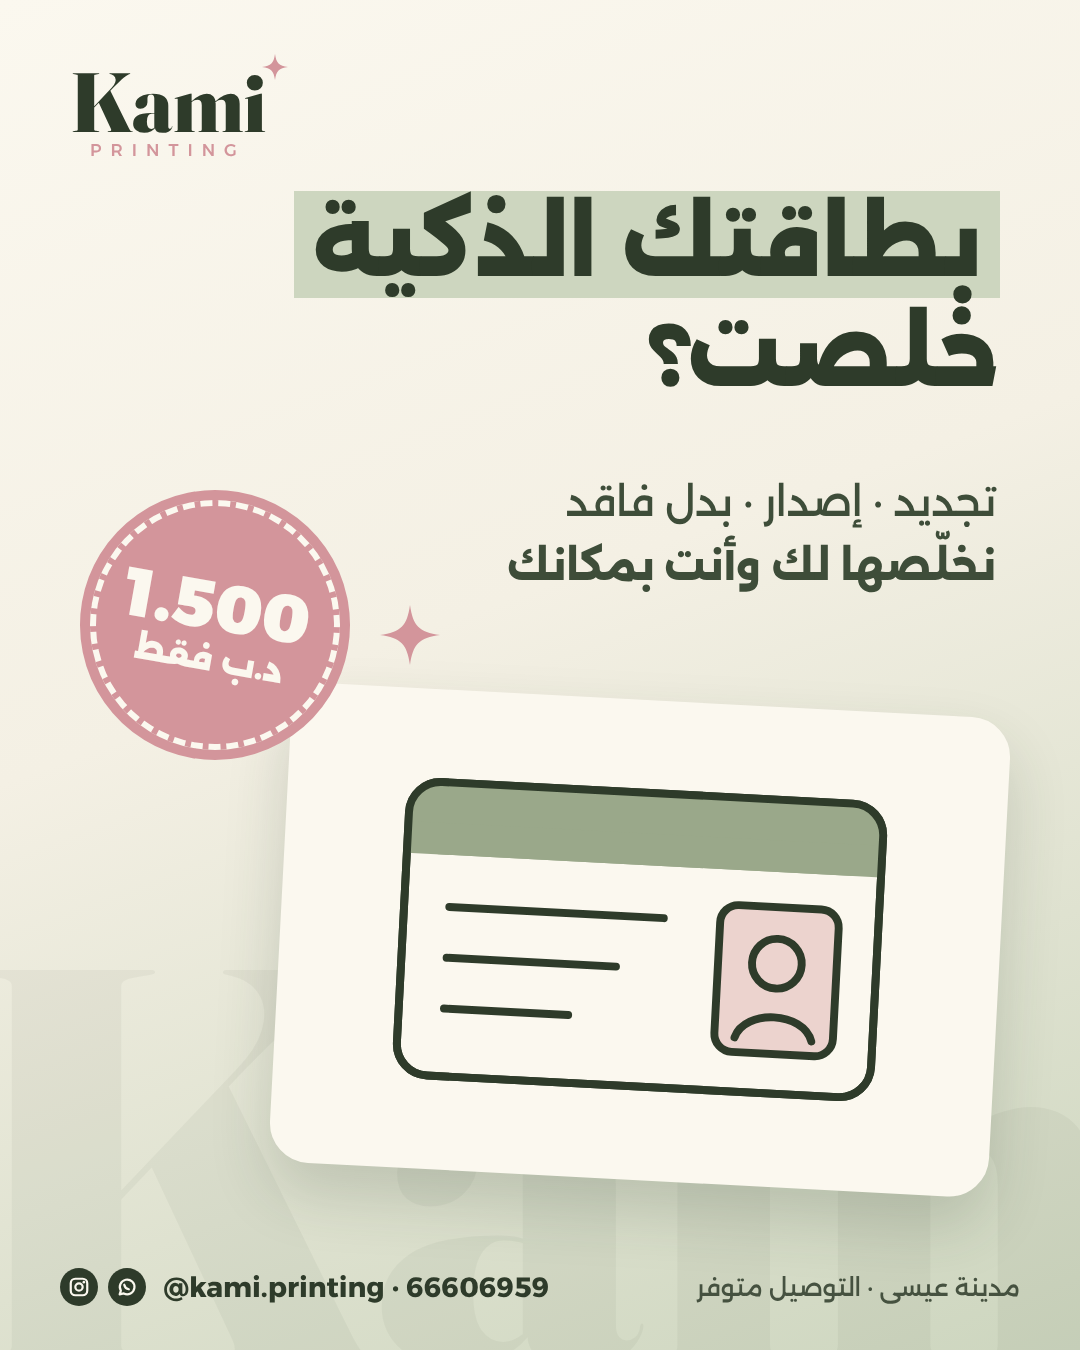 Kami
PRINTING
بطاقتك الذكية
خلصت؟
تجديد · إصدار · بدل فاقد
نخلّصها لك وأنت بمكانك
1.500
د.ب فقط
@kami.printing · 66606959
مدينة عيسى · التوصيل متوفر
Kam